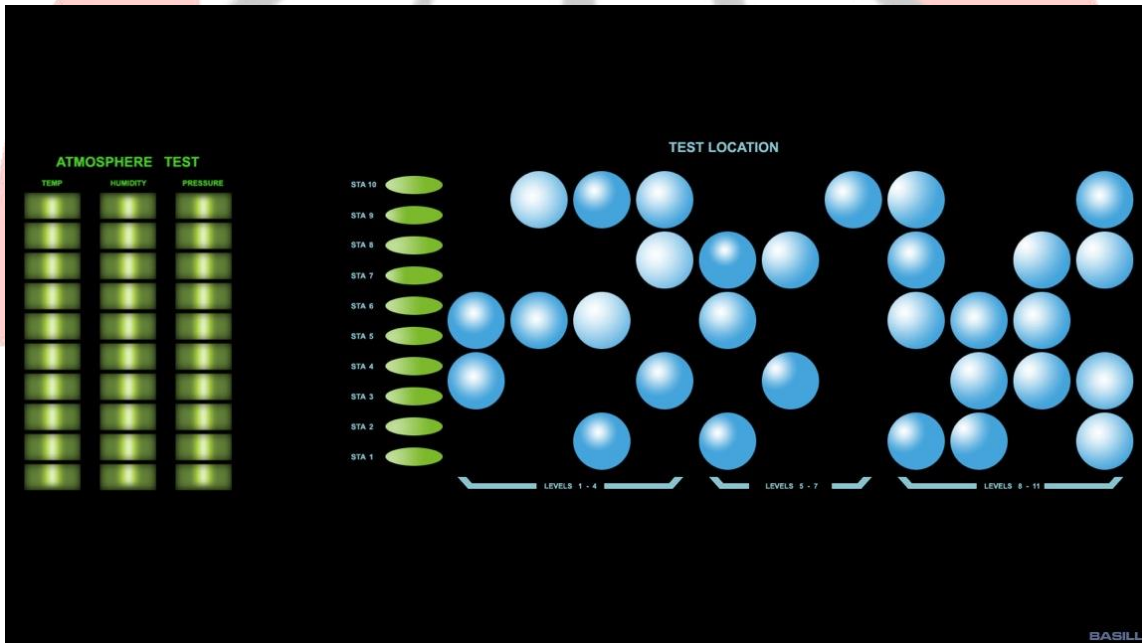 ATMOSPHERE TEST
TEMP HUMIDITY PRESSURE
TEST LOCATION
STA 10
STA 9
STA 8
STA 7
STA 6
STA 5
STA 4
STA 3
STA 2
STA 1
LEVELS 1 - 4 LEVELS 5 - 7 LEVELS 8 - 11
BASILL